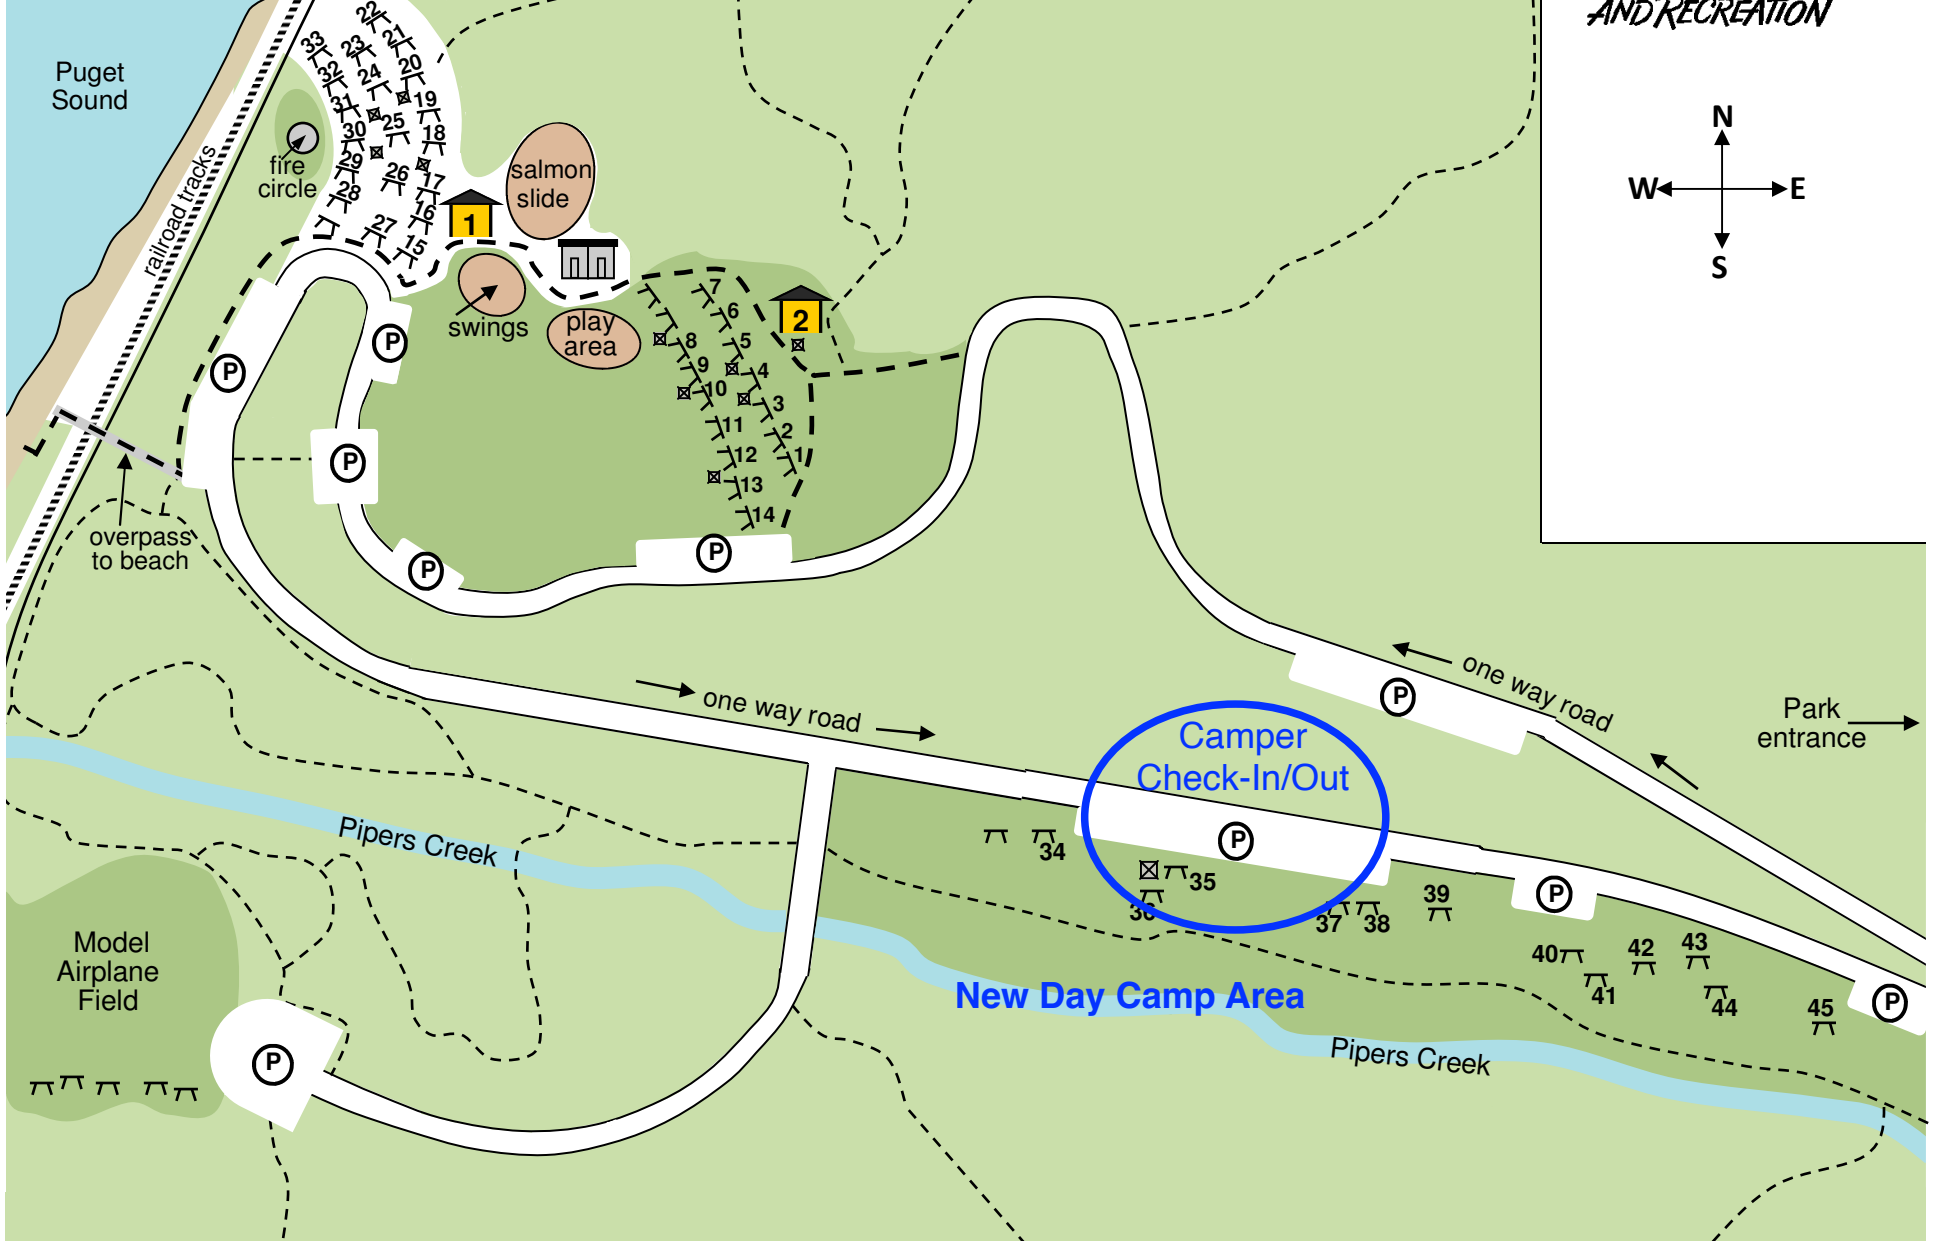 AND RECREATION
N
W
E
S
Puget
Sound
railroad tracks
fire
circle
22
33
23
21
32
24
20
31
19
25
30
18
29
26
17
28
16
27
15
1
salmon
slide
swings
play
area
7
6
2
8
5
9
4
10
3
11
2
12
1
13
14
P
P
P
P
P
overpass
to beach
one way road
one way road
P
Park
entrance
Camper
Check-In/Out
P
34
35
36
37
38
39
P
40
41
42
43
44
45
P
Pipers Creek
New Day Camp Area
Pipers Creek
Model
Airplane
Field
P